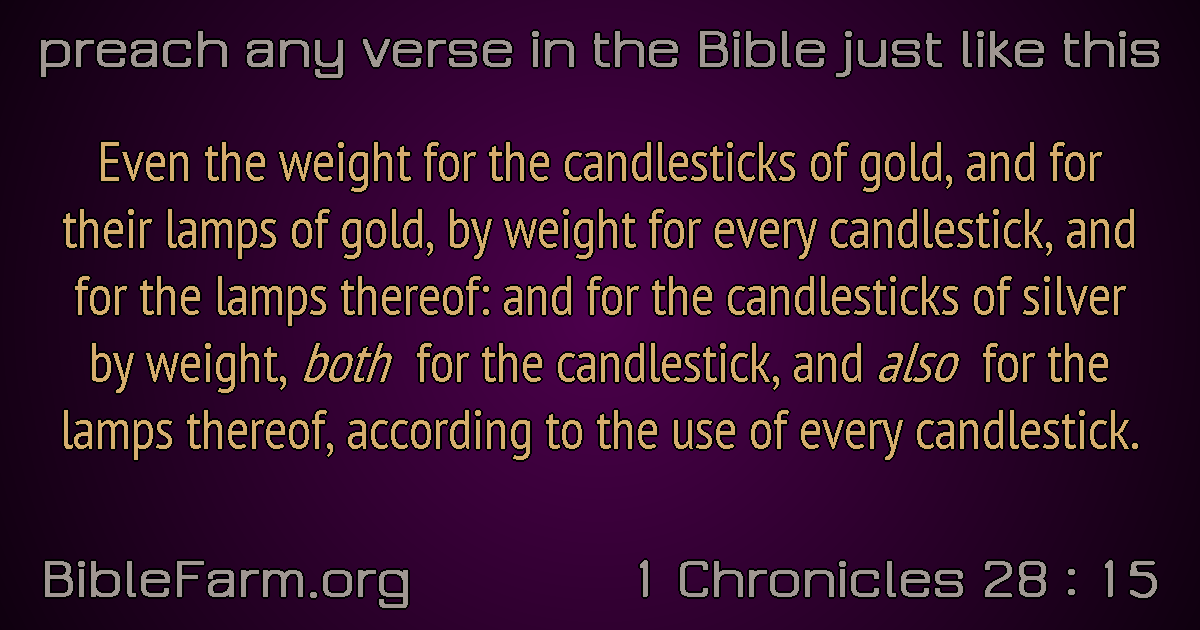 preach any verse in the Bible just like this
Even the weight for the candlesticks of gold, and for
their lamps of gold, by weight for every candlestick, and
for the lamps thereof: and for the candlesticks of silver
by weight, both for the candlestick, and also for the
lamps thereof, according to the use of every candlestick.
BibleFarm.org
1 Chronicles 28 : 15